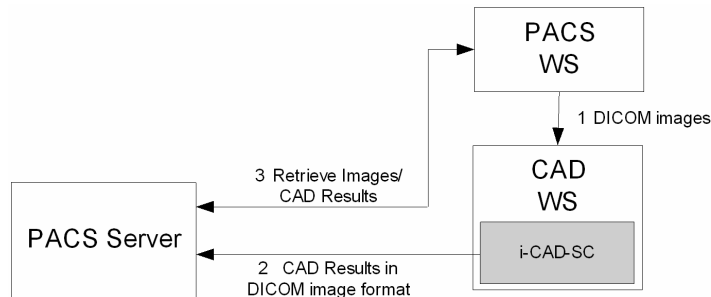 PACS
WS
1 DICOM images
CAD
WS
i-CAD-SC
3 Retrieve Images/
CAD Results
PACS Server
2 CAD Results in
DICOM image format